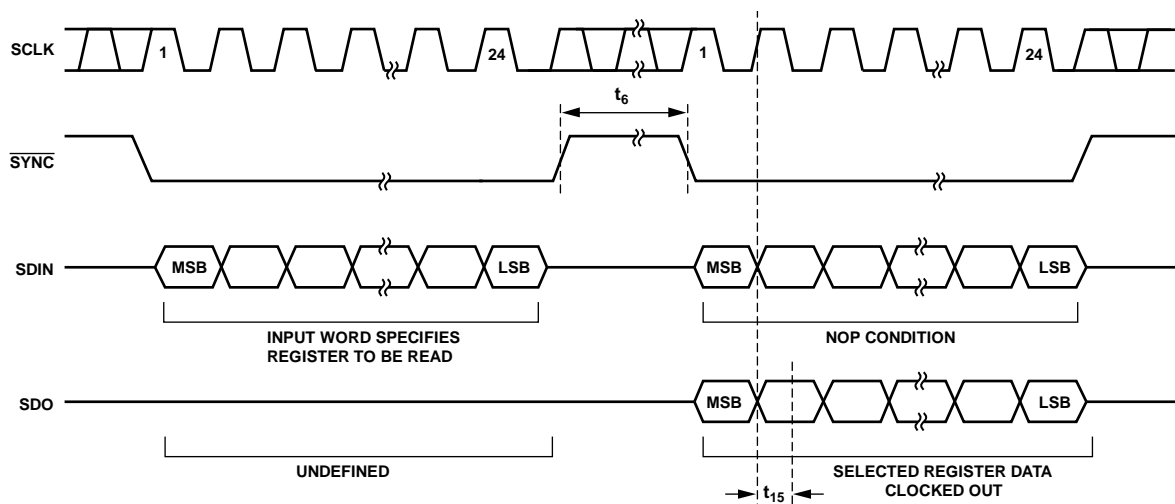 SCLK
1
24
1
24
t6
SYNC
SDIN
MSB
LSB
MSB
LSB
INPUT WORD SPECIFIES
REGISTER TO BE READ
NOP CONDITION
SDO
MSB
LSB
UNDEFINED
SELECTED REGISTER DATA
CLOCKED OUT
t15